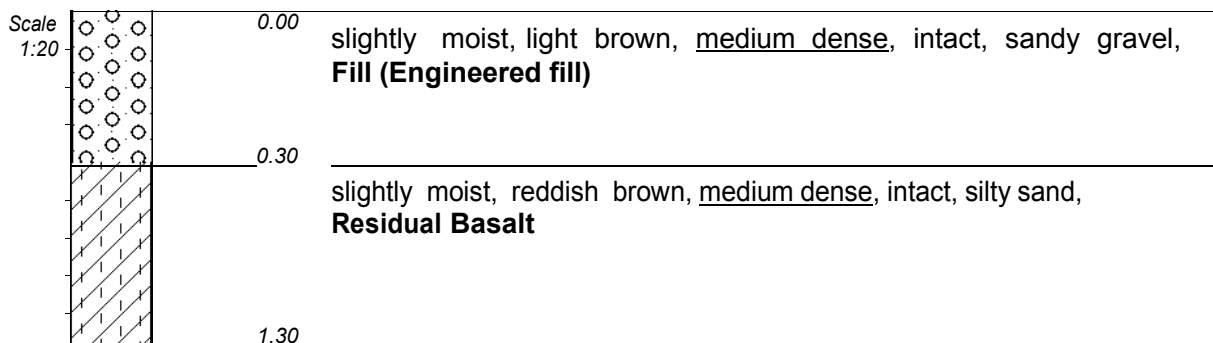 Scale
1:20
0.00
slightly moist, light brown, medium dense, intact, sandy gravel,
Fill (Engineered fill)
0.30
slightly moist, reddish brown, medium dense, intact, silty sand,
Residual Basalt
1.30